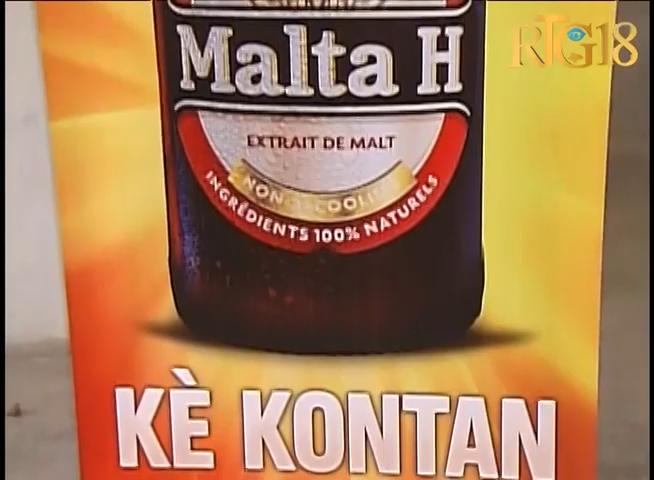 RTG18
Malta H
EXTRAIT DE MALT
NON ALCOOLISÉ
INGRÉDIENTS 100% NATURELS
KÈ KONTAN